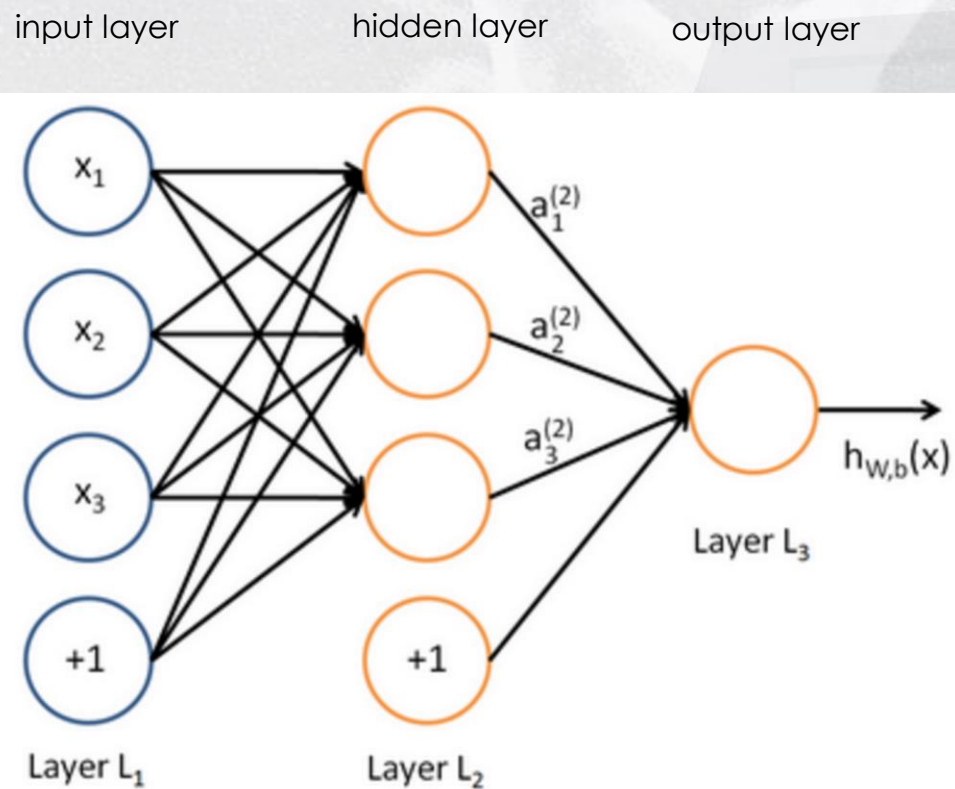 input layer
hidden layer
output layer
x₁
x₂
x₃
+1
Layer L₁
a₁⁽²⁾
a₂⁽²⁾
a₃⁽²⁾
+1
Layer L₂
h_W,b(x)
Layer L₃